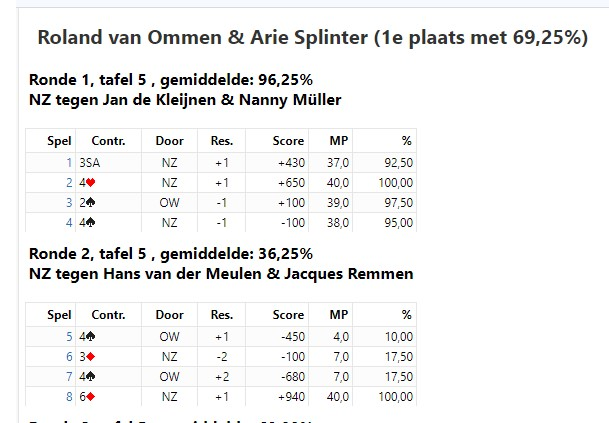 Roland van Ommen & Arie Splinter (1e plaats met 69,25%)
Ronde 1, tafel 5 , gemiddelde: 96,25%
NZ tegen Jan de Kleijnen & Nanny Müller
Spel Contr. Door Res. Score MP %
1 3SA NZ +1 +430 37,0 92,50
2 4♥ NZ +1 +650 40,0 100,00
3 2♠ OW -1 +100 39,0 97,50
4 4♠ NZ -1 -100 38,0 95,00
Ronde 2, tafel 5 , gemiddelde: 36,25%
NZ tegen Hans van der Meulen & Jacques Remmen
Spel Contr. Door Res. Score MP %
5 4♠ OW +1 -450 4,0 10,00
6 3♦ NZ -2 -100 7,0 17,50
7 4♠ OW +2 -680 7,0 17,50
8 6♦ NZ +1 +940 40,0 100,00